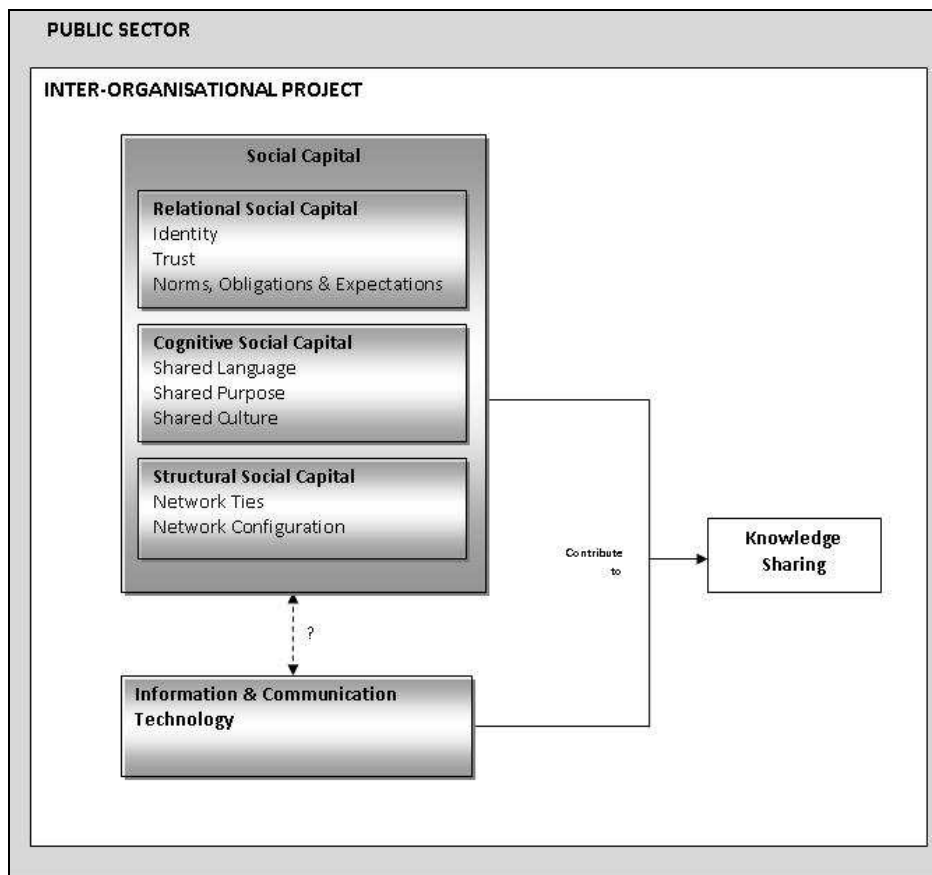 PUBLIC SECTOR
INTER-ORGANISATIONAL PROJECT
Social Capital
Relational Social Capital
Identity
Trust
Norms, Obligations & Expectations
Cognitive Social Capital
Shared Language
Shared Purpose
Shared Culture
Structural Social Capital
Network Ties
Network Configuration
Contribute
to
Knowledge
Sharing
?
Information & Communication
Technology